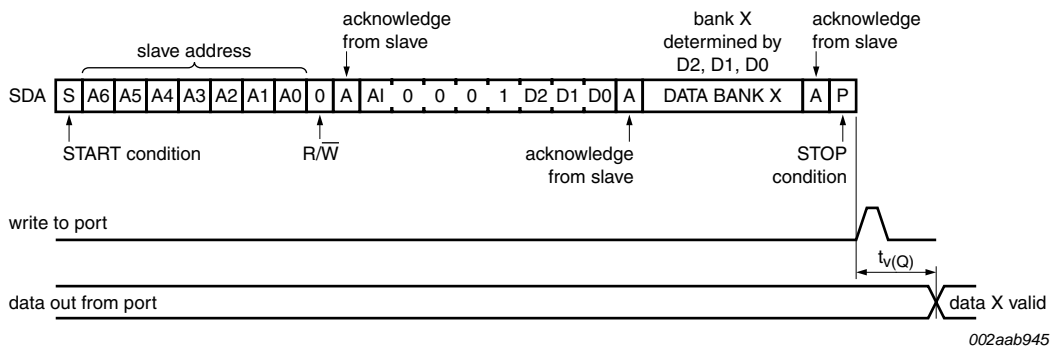 acknowledge
from slave
bank X
determined by
D2, D1, D0
acknowledge
from slave
slave address
SDA S A6 A5 A4 A3 A2 A1 A0 0 A AI 0 0 0 1 D2 D1 D0 A DATA BANK X A P
START condition
R/W̅
acknowledge
from slave
STOP
condition
write to port
tv(Q)
data out from port
data X valid
002aab945